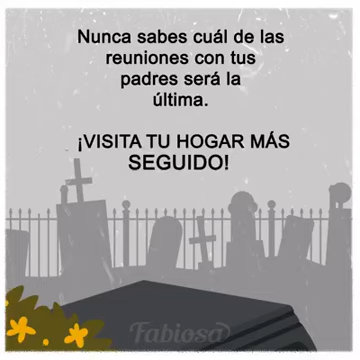 Nunca sabes cuál de las
reuniones con tus
padres será la
última.
¡VISITA TU HOGAR MÁS
SEGUIDO!
Fabiosa